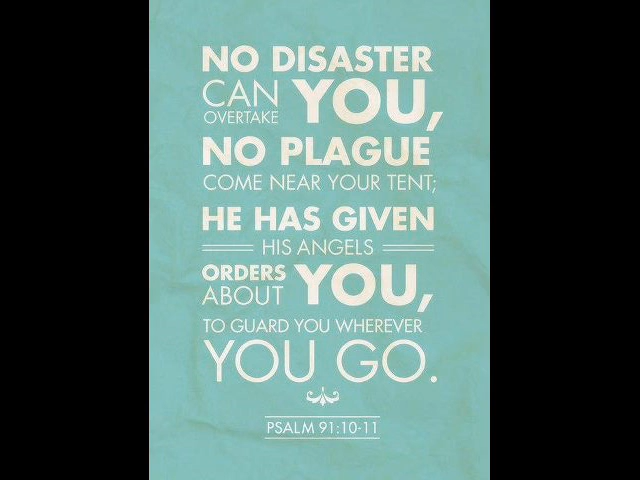 NO DISASTER
CAN
OVERTAKE
YOU,
NO PLAGUE
COME NEAR YOUR TENT;
HE HAS GIVEN
HIS ANGELS
ORDERS
ABOUT
YOU,
TO GUARD YOU WHEREVER
YOU GO.
PSALM 91:10-11